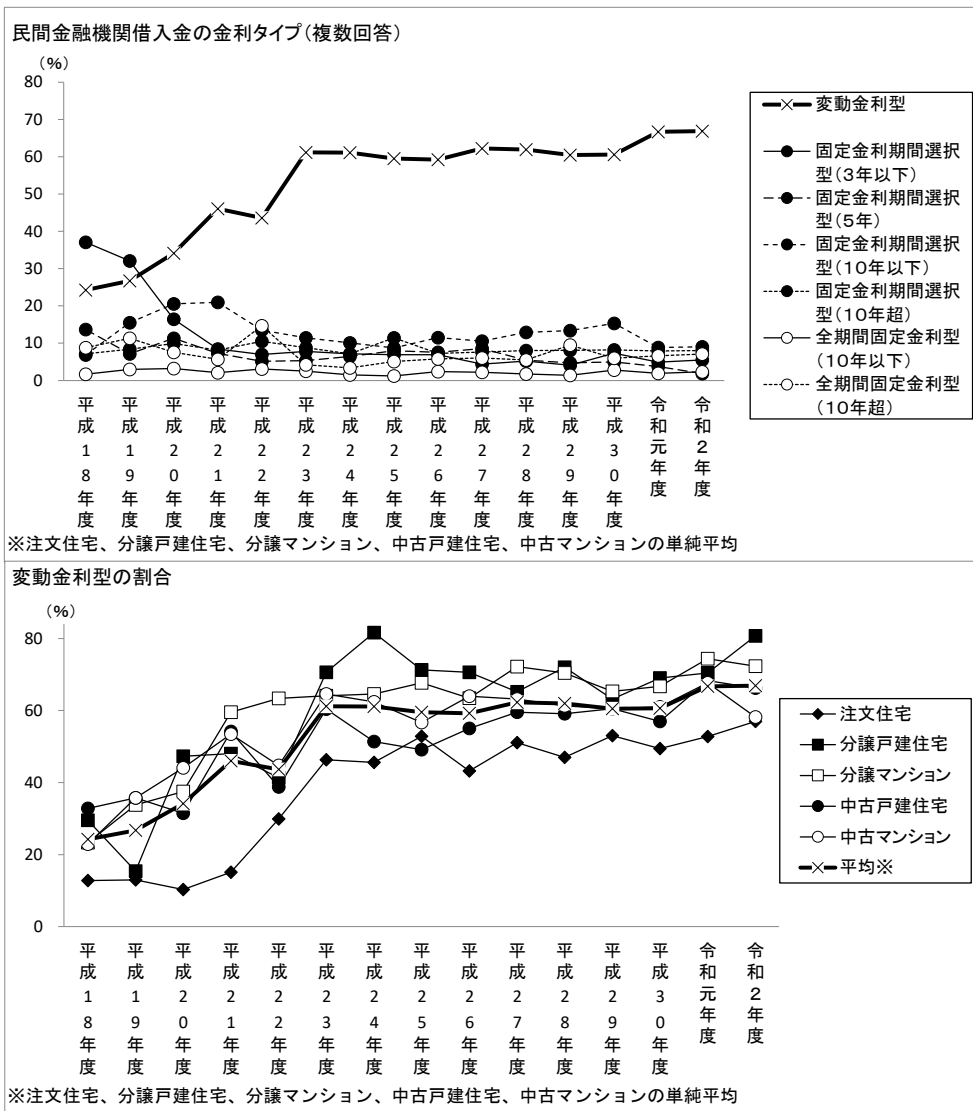 民間金融機関借入金の金利タイプ(複数回答)
(%)
80
70
60
50
40
30
20
10
0
平成18年度
平成19年度
平成20年度
平成21年度
平成22年度
平成23年度
平成24年度
平成25年度
平成26年度
平成27年度
平成28年度
平成29年度
平成30年度
令和元年度
令和2年度
変動金利型
固定金利期間選択
型(3年以下)
固定金利期間選択
型(5年)
固定金利期間選択
型(10年以下)
固定金利期間選択
型(10年超)
全期間固定金利型
(10年以下)
全期間固定金利型
(10年超)
※注文住宅、分譲戸建住宅、分譲マンション、中古戸建住宅、中古マンションの単純平均
変動金利型の割合
(%)
80
60
40
20
0
平成18年度
平成19年度
平成20年度
平成21年度
平成22年度
平成23年度
平成24年度
平成25年度
平成26年度
平成27年度
平成28年度
平成29年度
平成30年度
令和元年度
令和2年度
注文住宅
分譲戸建住宅
分譲マンション
中古戸建住宅
中古マンション
平均※
※注文住宅、分譲戸建住宅、分譲マンション、中古戸建住宅、中古マンションの単純平均